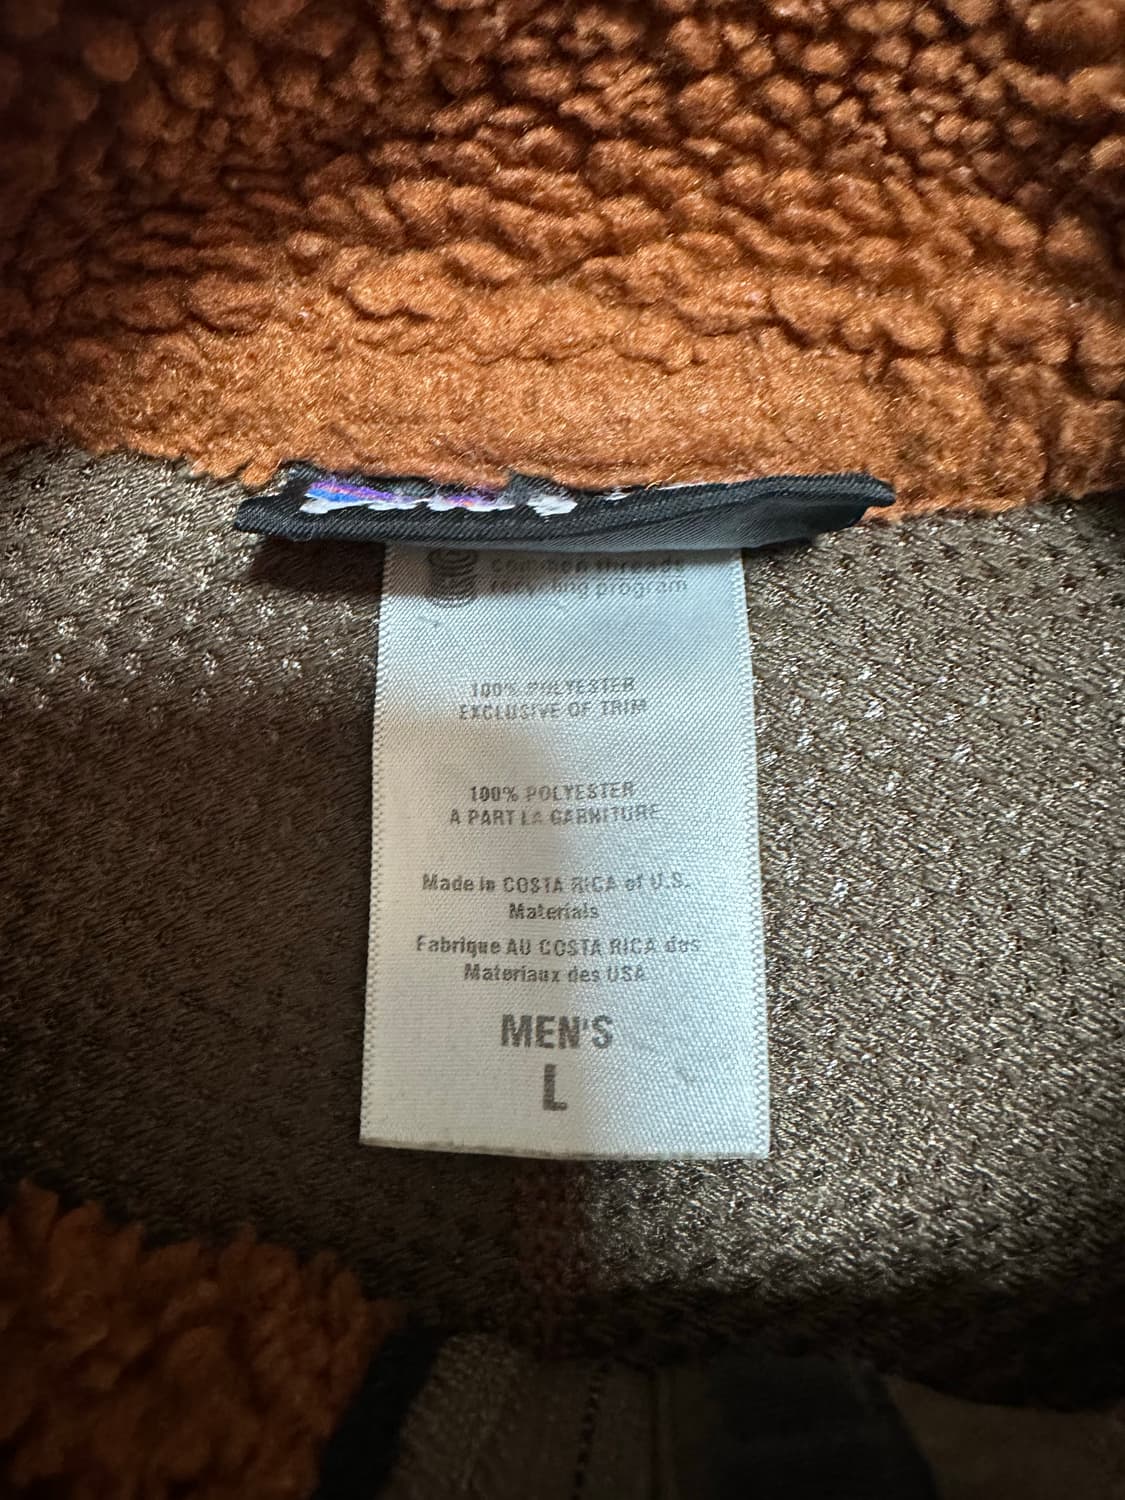 common threads
recycling program
100% POLYESTER
EXCLUSIVE OF TRIM
100% POLYESTER
A PART LA GARNITURE
Made in COSTA RICA of U.S.
Materials
Fabrique AU COSTA RICA des
Materiaux des USA
MEN'S
L